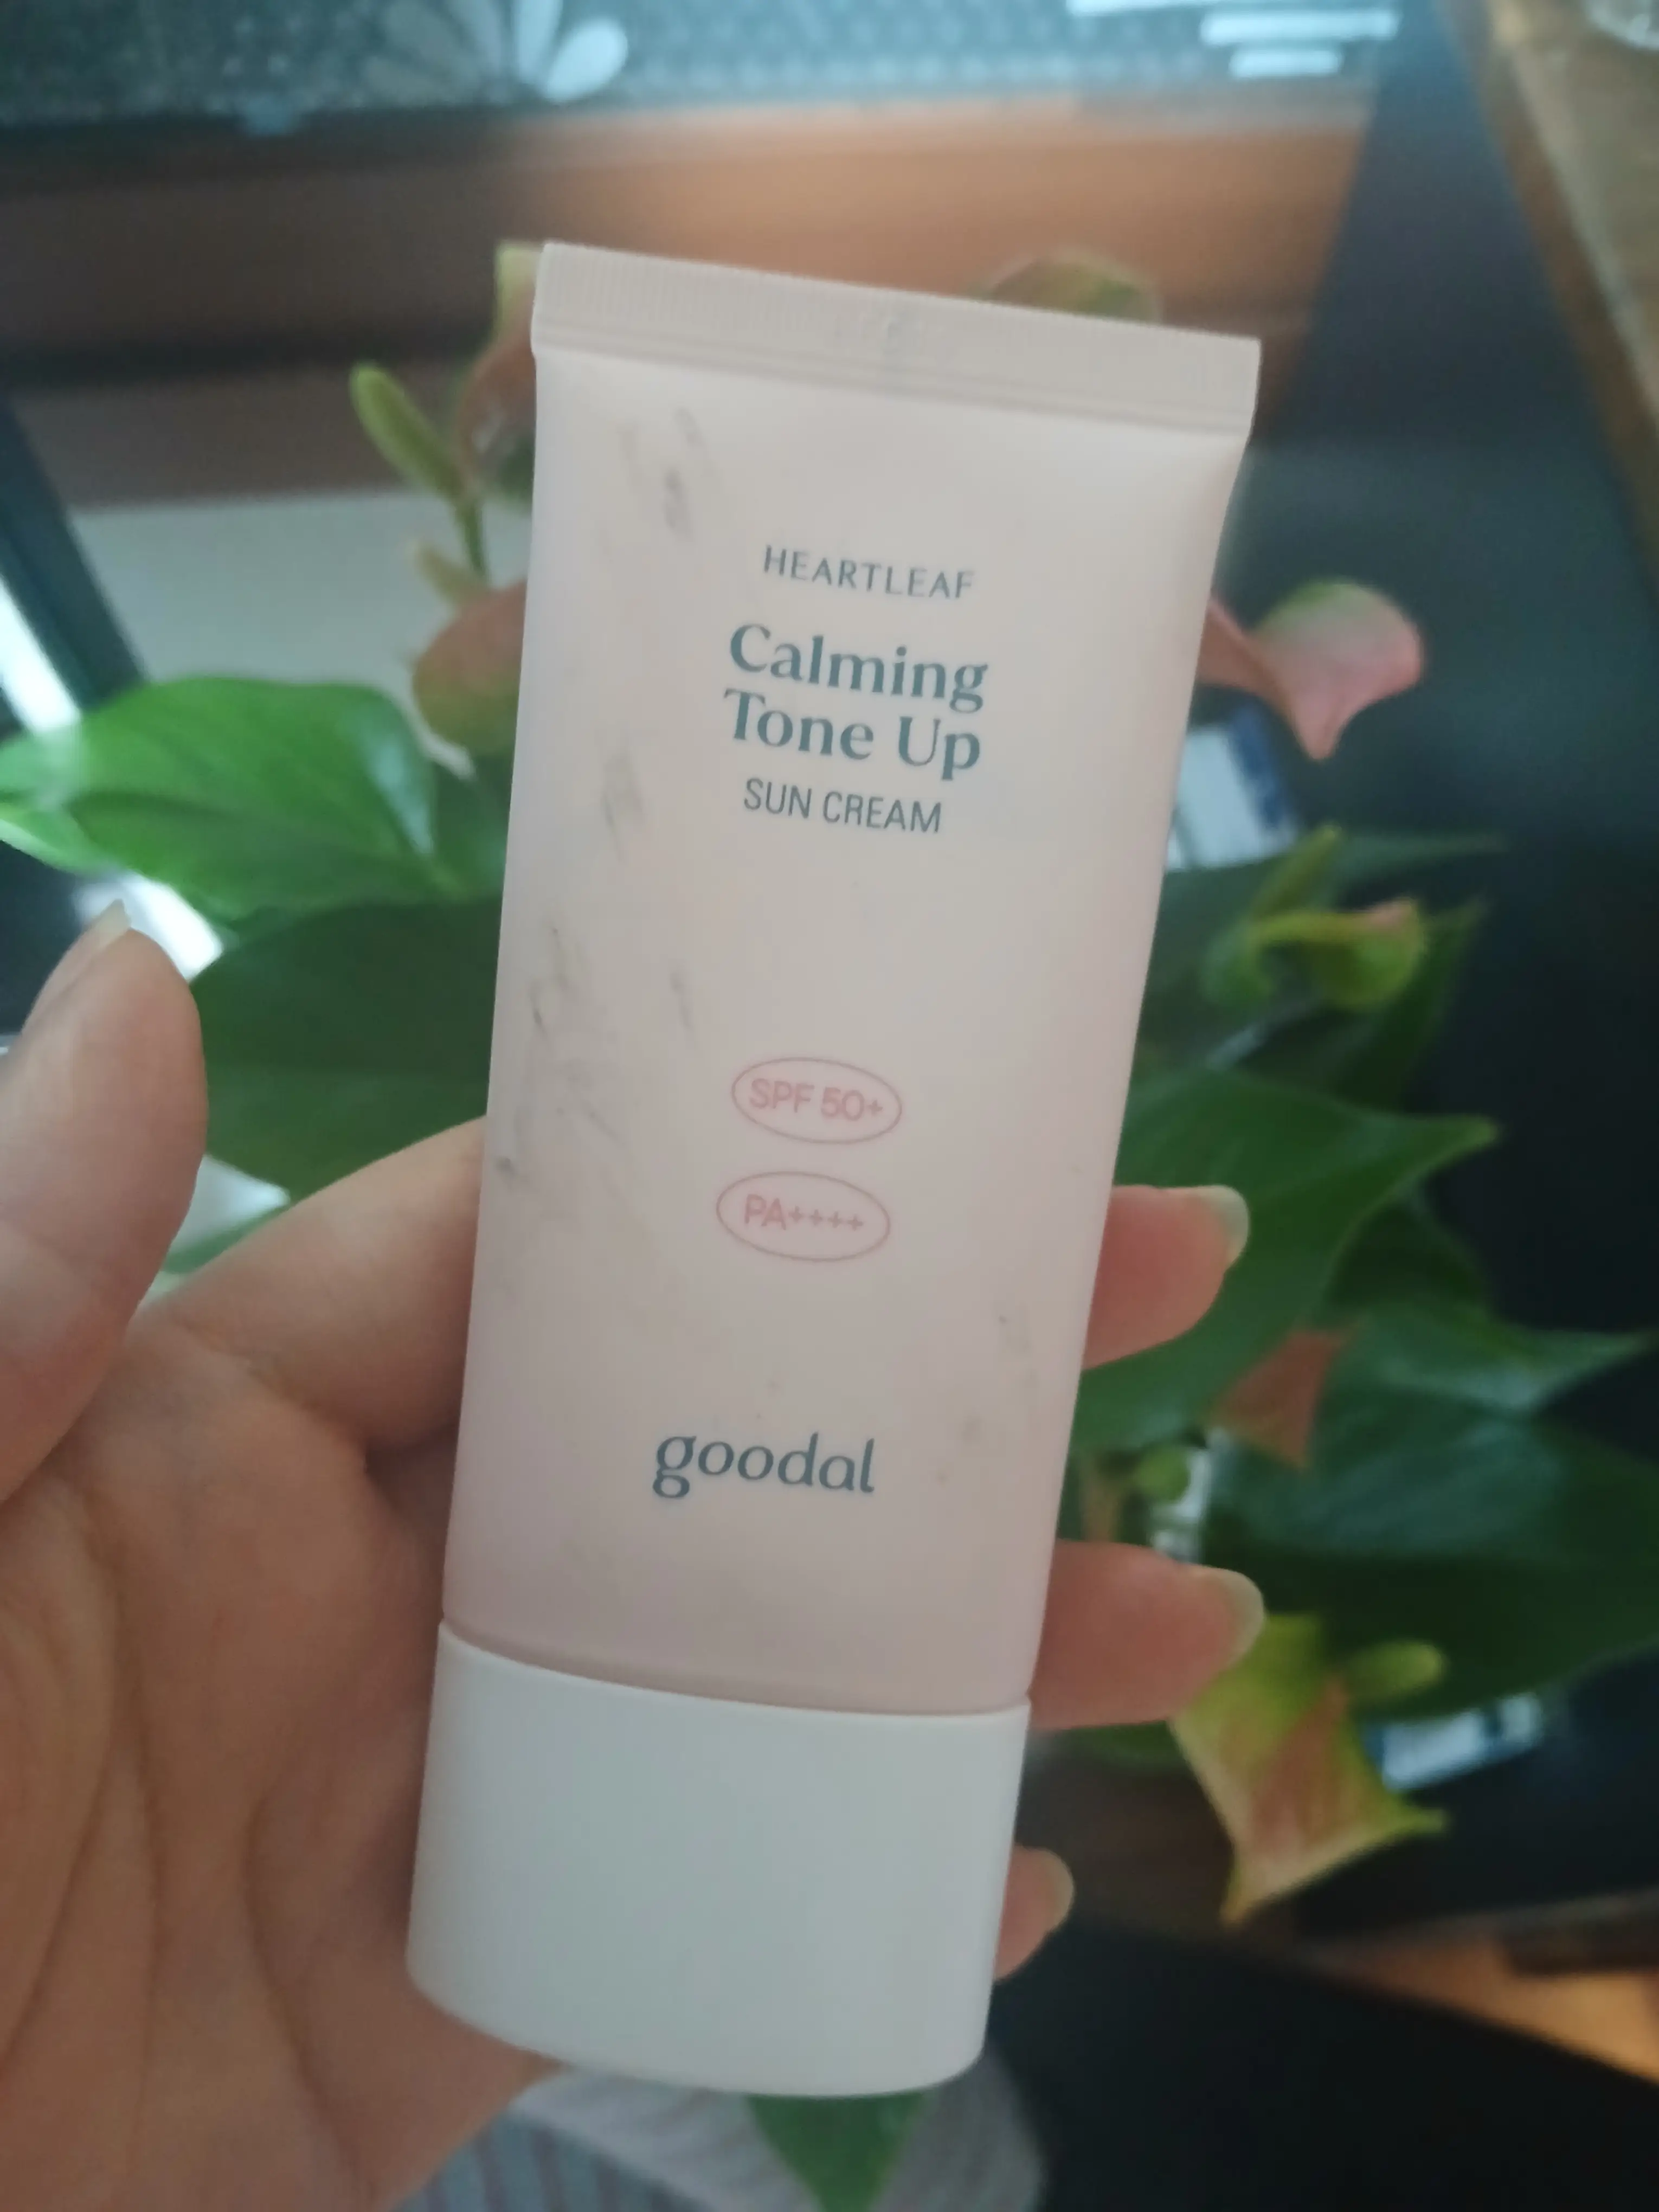 HEARTLEAF
Calming
Tone Up
SUN CREAM
SPF 50+
PA++++
goodal